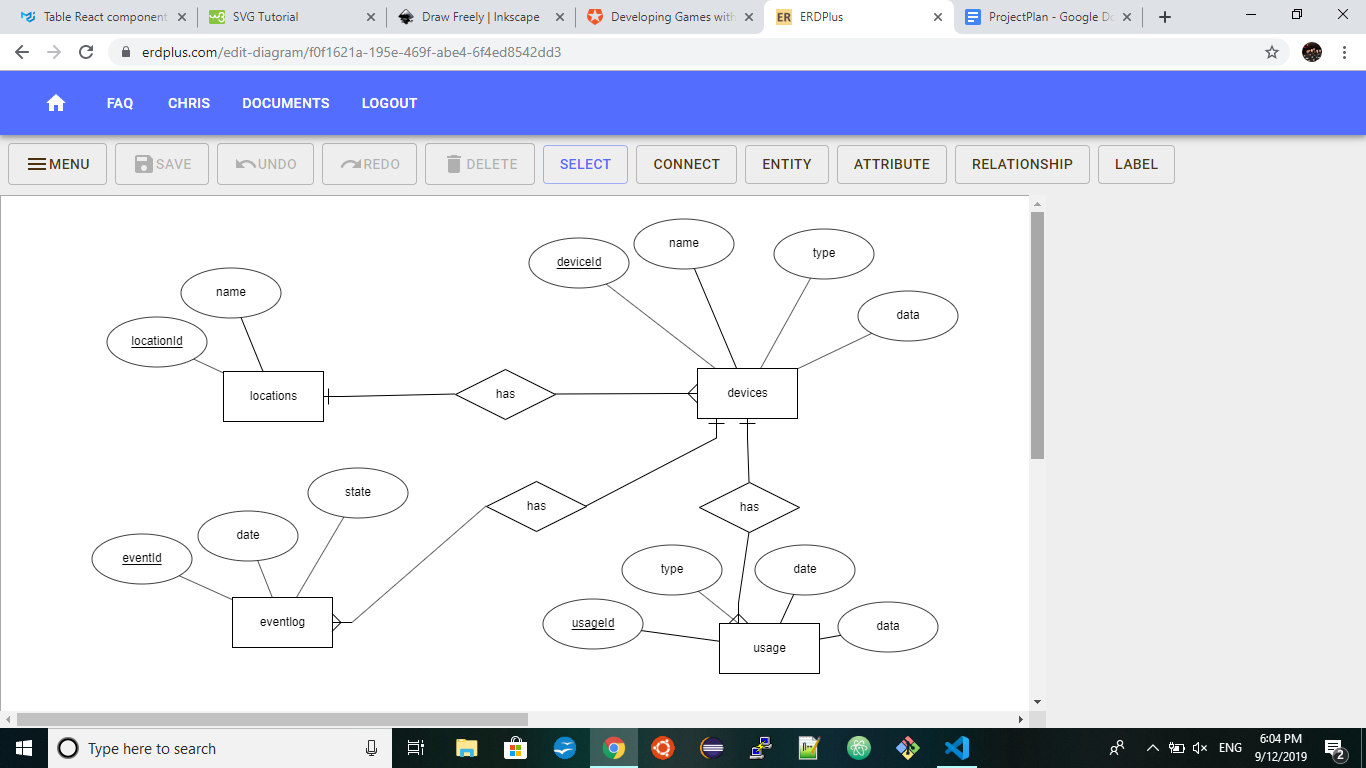 Table React component
SVG Tutorial
Draw Freely | Inkscape
Developing Games with
ERDPlus
ProjectPlan - Google Do
erdplus.com/edit-diagram/f0f1621a-195e-469f-abe4-6f4ed8542dd3
FAQ CHRIS DOCUMENTS LOGOUT
MENU SAVE UNDO REDO DELETE SELECT CONNECT ENTITY ATTRIBUTE RELATIONSHIP LABEL
name
type
deviceId
name
data
locationId
locations
has
devices
state
has
has
date
eventId
type
date
eventlog
usageId
data
usage
Type here to search
ENG
6:04 PM
9/12/2019
2